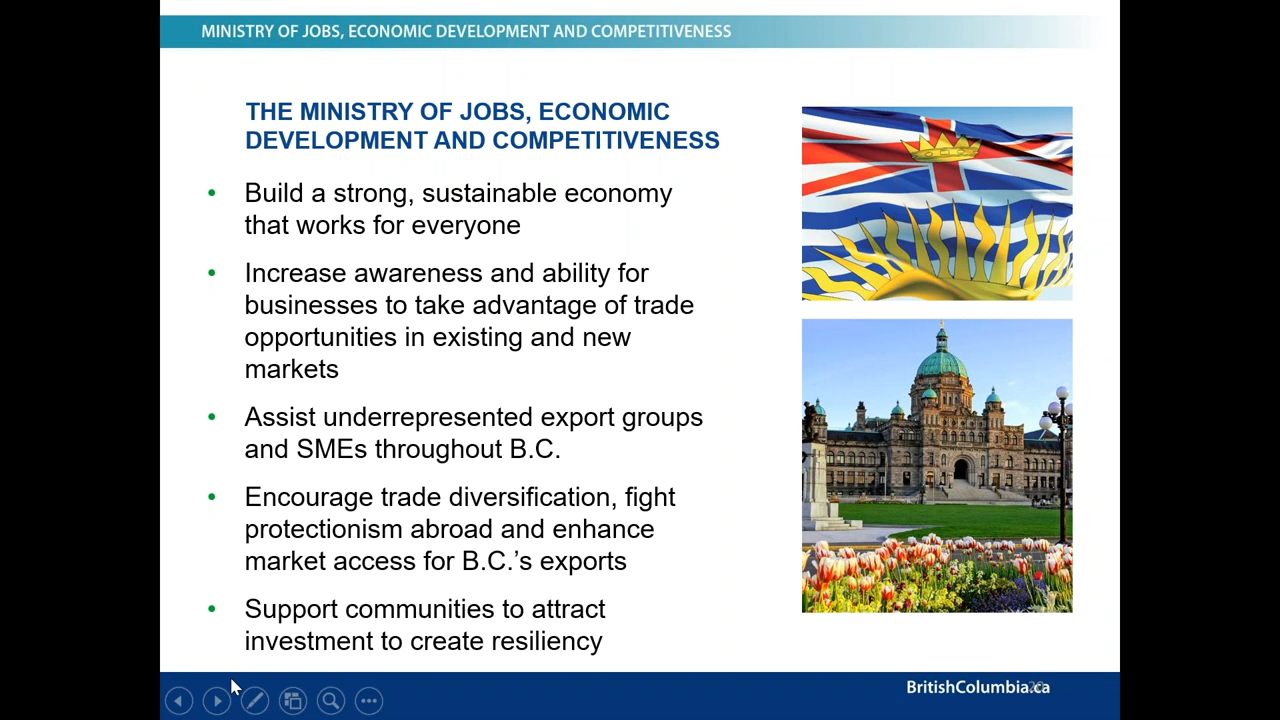 MINISTRY OF JOBS, ECONOMIC DEVELOPMENT AND COMPETITIVENESS
THE MINISTRY OF JOBS, ECONOMIC
DEVELOPMENT AND COMPETITIVENESS
• Build a strong, sustainable economy
that works for everyone
• Increase awareness and ability for
businesses to take advantage of trade
opportunities in existing and new
markets
• Assist underrepresented export groups
and SMEs throughout B.C.
• Encourage trade diversification, fight
protectionism abroad and enhance
market access for B.C.’s exports
• Support communities to attract
investment to create resiliency
BritishColumbia.ca